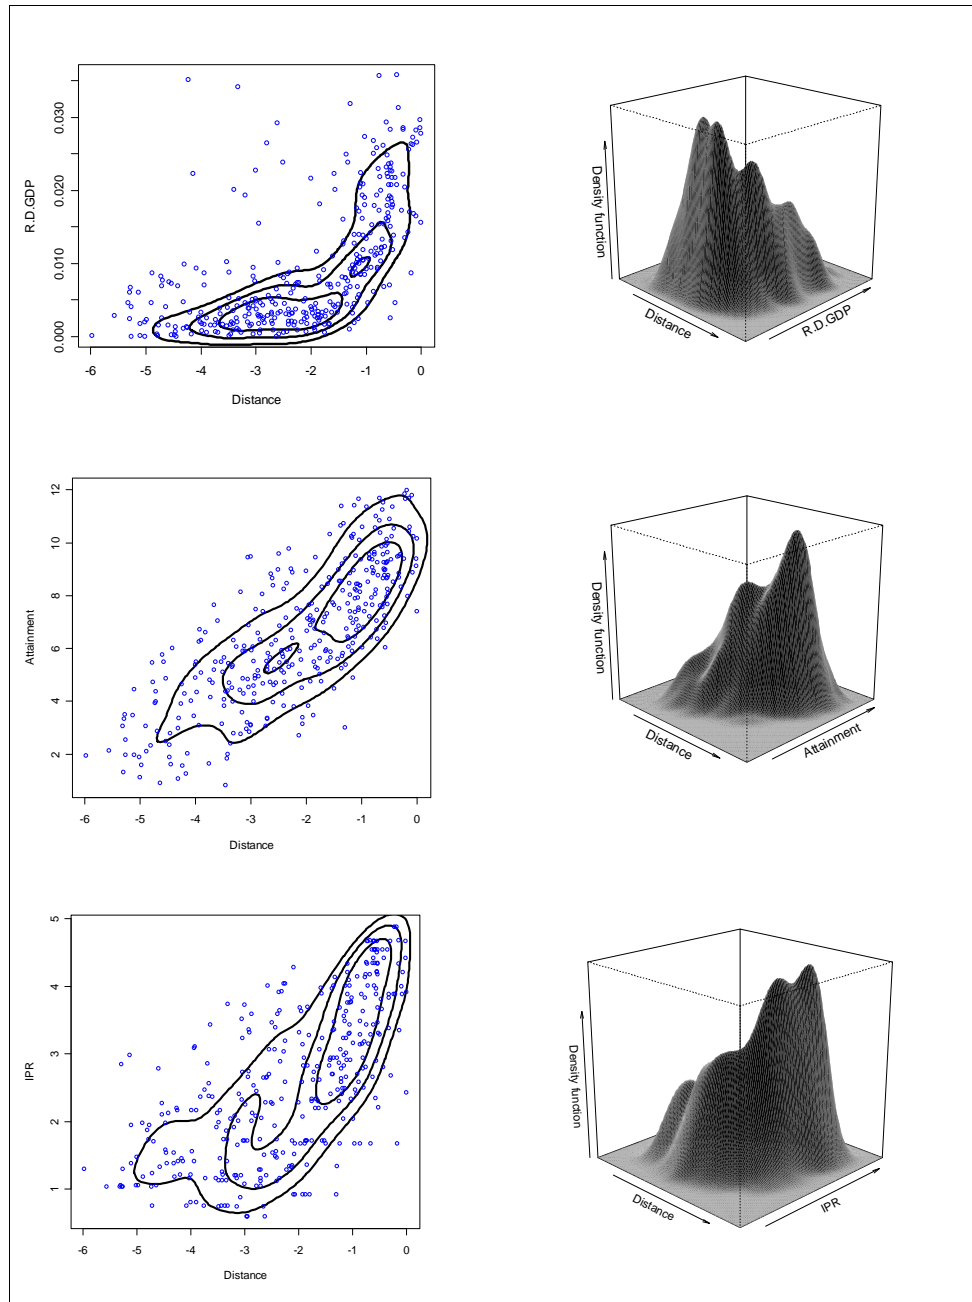 R.D.GDP
0.030
0.020
0.010
0.000
-6 -5 -4 -3 -2 -1 0
Distance
Density function
Distance
R.D.GDP
Attainment
12
10
8
6
4
2
-6 -5 -4 -3 -2 -1 0
Distance
Density function
Distance
Attainment
IPR
5
4
3
2
1
-6 -5 -4 -3 -2 -1 0
Distance
Density function
Distance
IPR